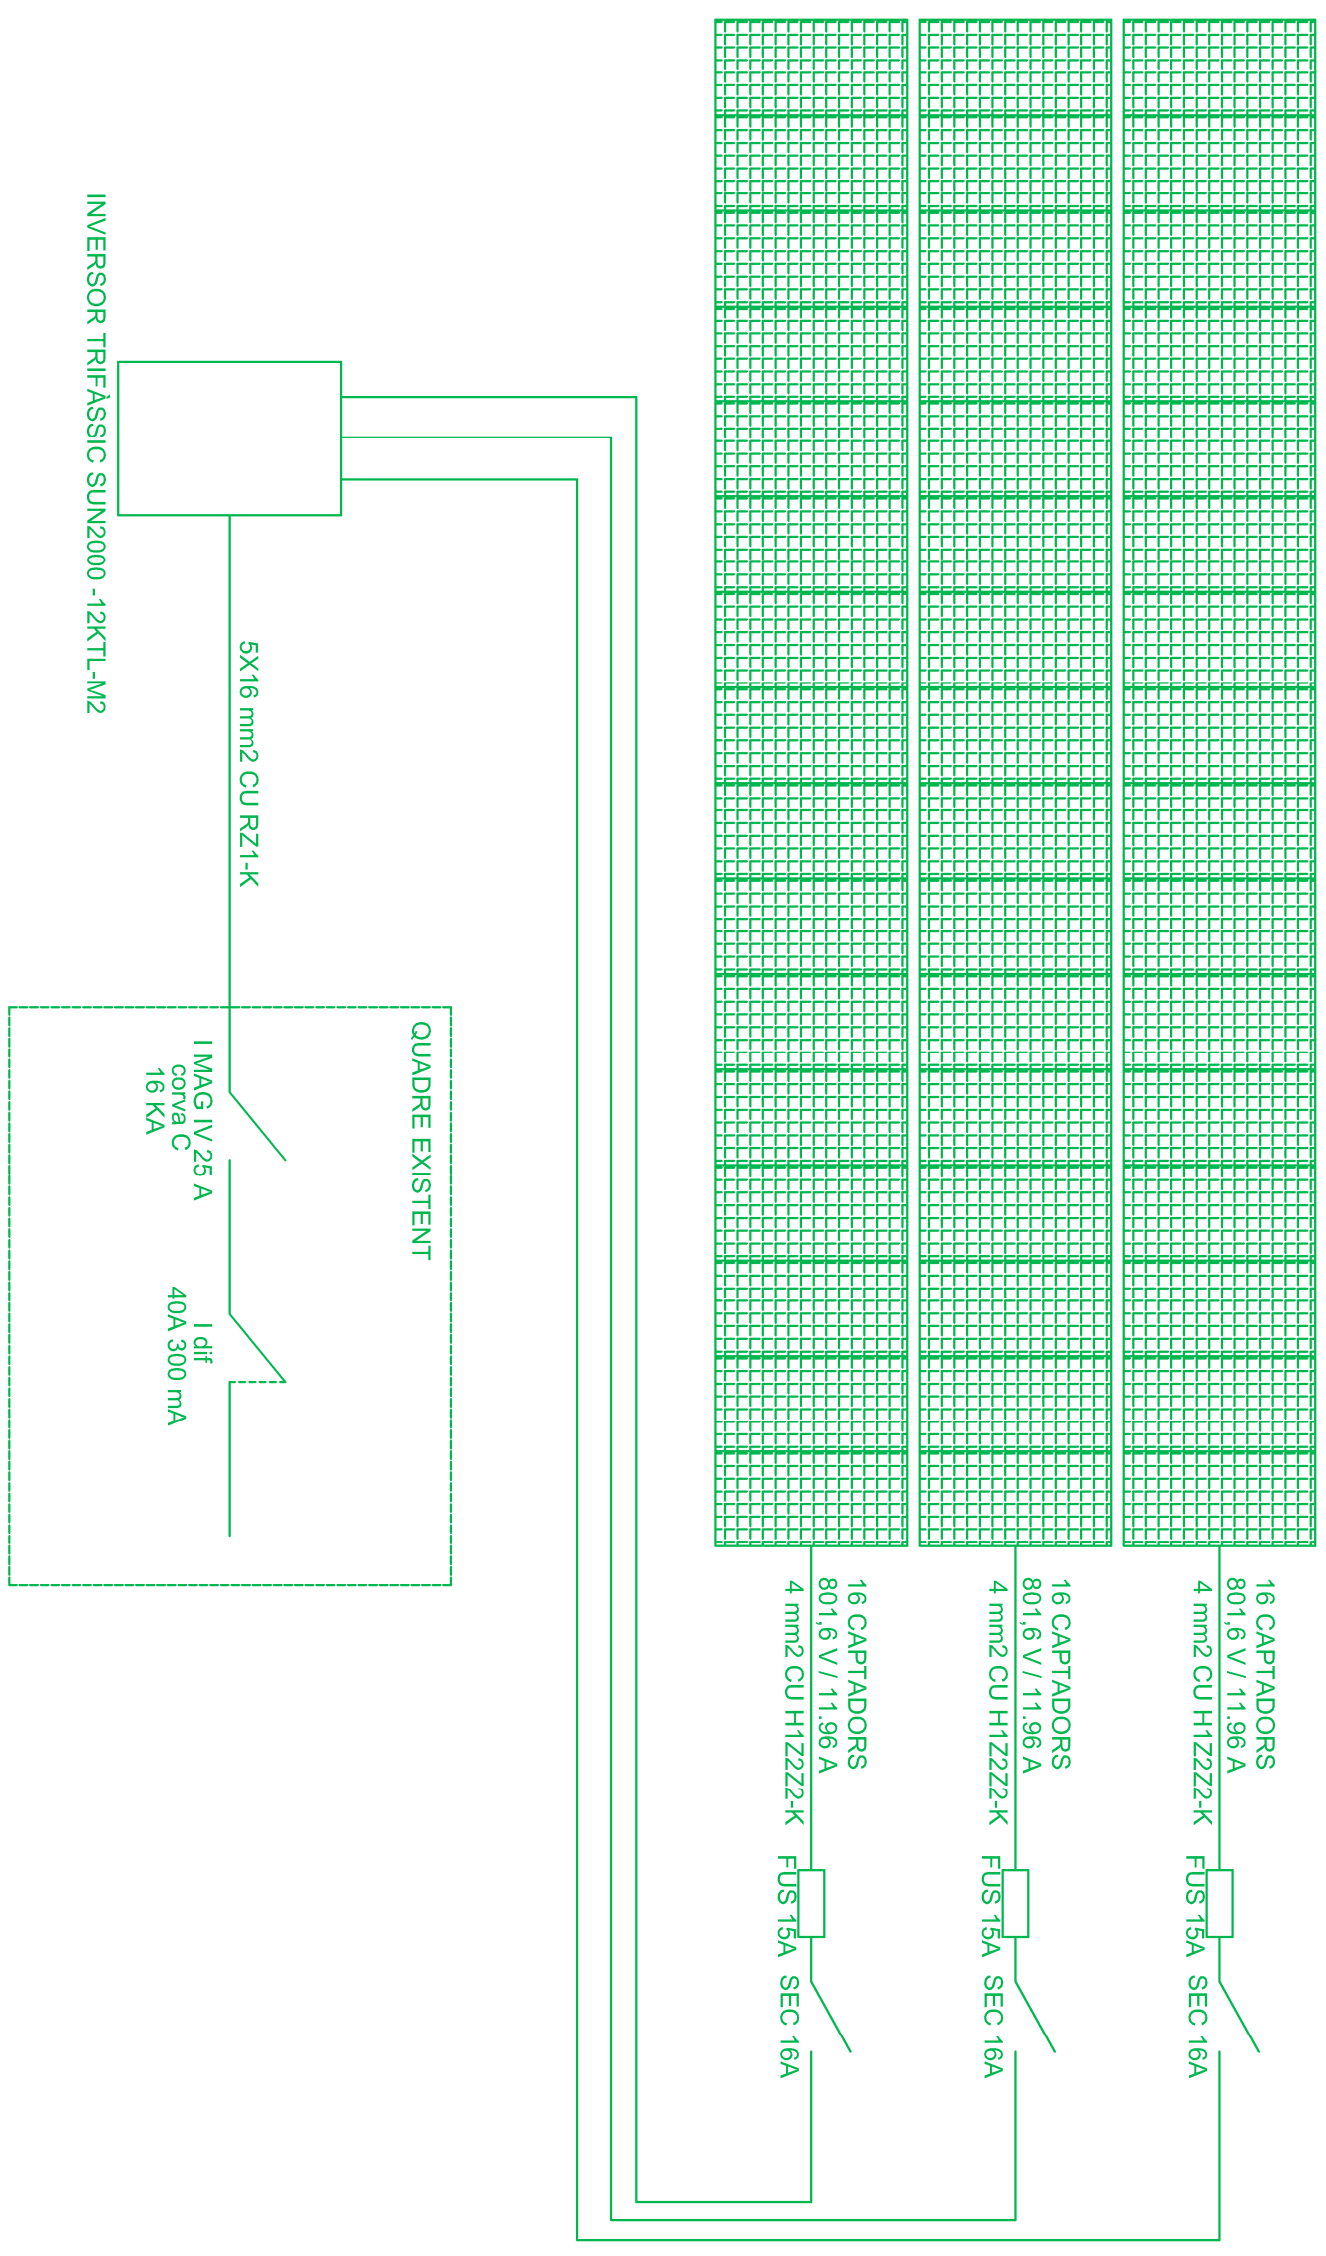 16 CAPTADORS
801,6 V / 11.96 A
4 mm2 CU H1Z2Z2-K
FUS 15A
SEC 16A
16 CAPTADORS
801,6 V / 11.96 A
4 mm2 CU H1Z2Z2-K
FUS 15A
SEC 16A
16 CAPTADORS
801,6 V / 11.96 A
4 mm2 CU H1Z2Z2-K
FUS 15A
SEC 16A
QUADRE EXISTENT
5X16 mm2 CU RZ1-K
I MAG IV 25 A
corva C
16 KA
I dif
40A 300 mA
INVERSOR TRIFÀSSIC SUN2000 -12KTL-M2